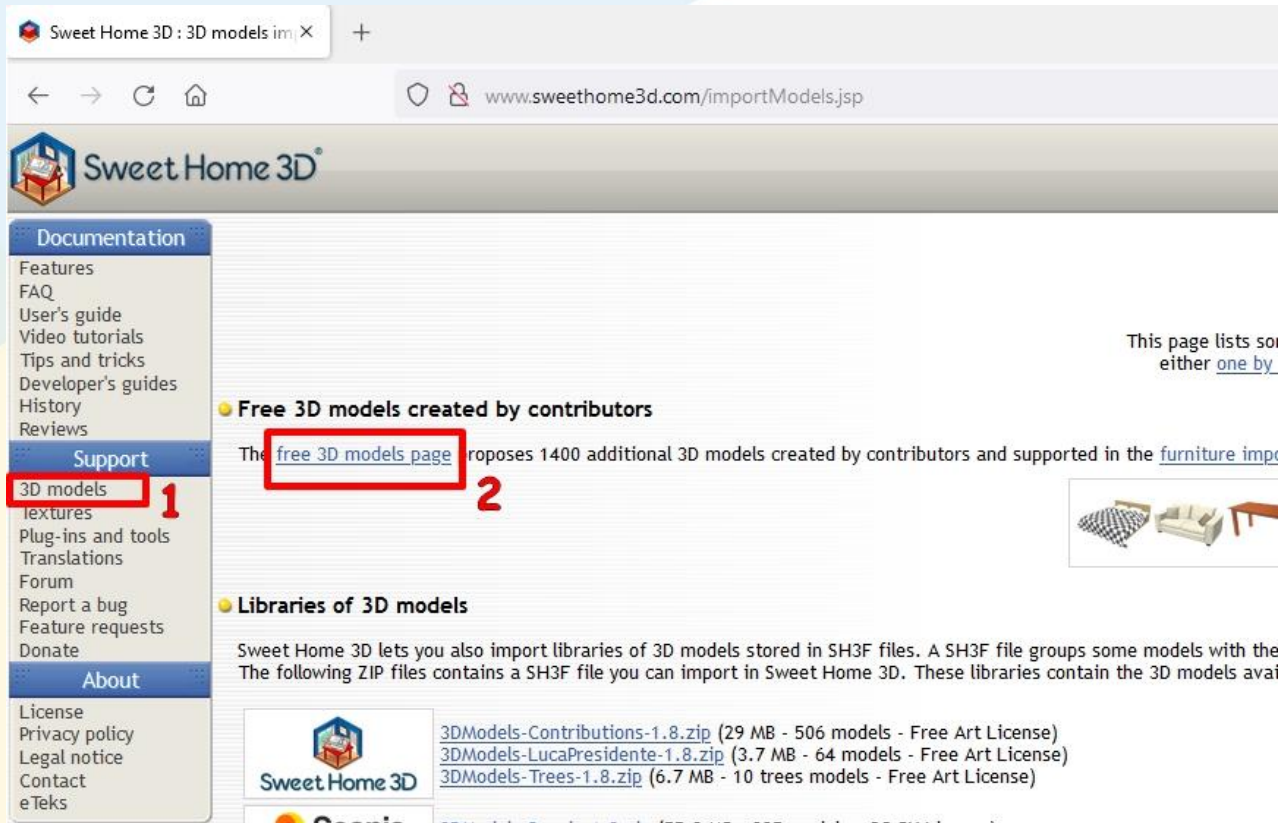 Sweet Home 3D : 3D models im
www.sweethome3d.com/importModels.jsp
Sweet Home 3D®
Documentation
Features
FAQ
User's guide
Video tutorials
Tips and tricks
Developer's guides
History
Reviews
Support
3D models
1
Textures
Plug-ins and tools
Translations
Forum
Report a bug
Feature requests
Donate
About
License
Privacy policy
Legal notice
Contact
eTeks
This page lists
either one by
Free 3D models created by contributors
The free 3D models page proposes 1400 additional 3D models created by contributors and supported in the furniture
2
Libraries of 3D models
Sweet Home 3D lets you also import libraries of 3D models stored in SH3F files. A SH3F file groups some models with the
The following ZIP files contains a SH3F file you can import in Sweet Home 3D. These libraries contain the 3D models
Sweet Home 3D
3DModels-Contributions-1.8.zip (29 MB - 506 models - Free Art License)
3DModels-LucaPresidente-1.8.zip (3.7 MB - 64 models - Free Art License)
3DModels-Trees-1.8.zip (6.7 MB - 10 trees models - Free Art License)